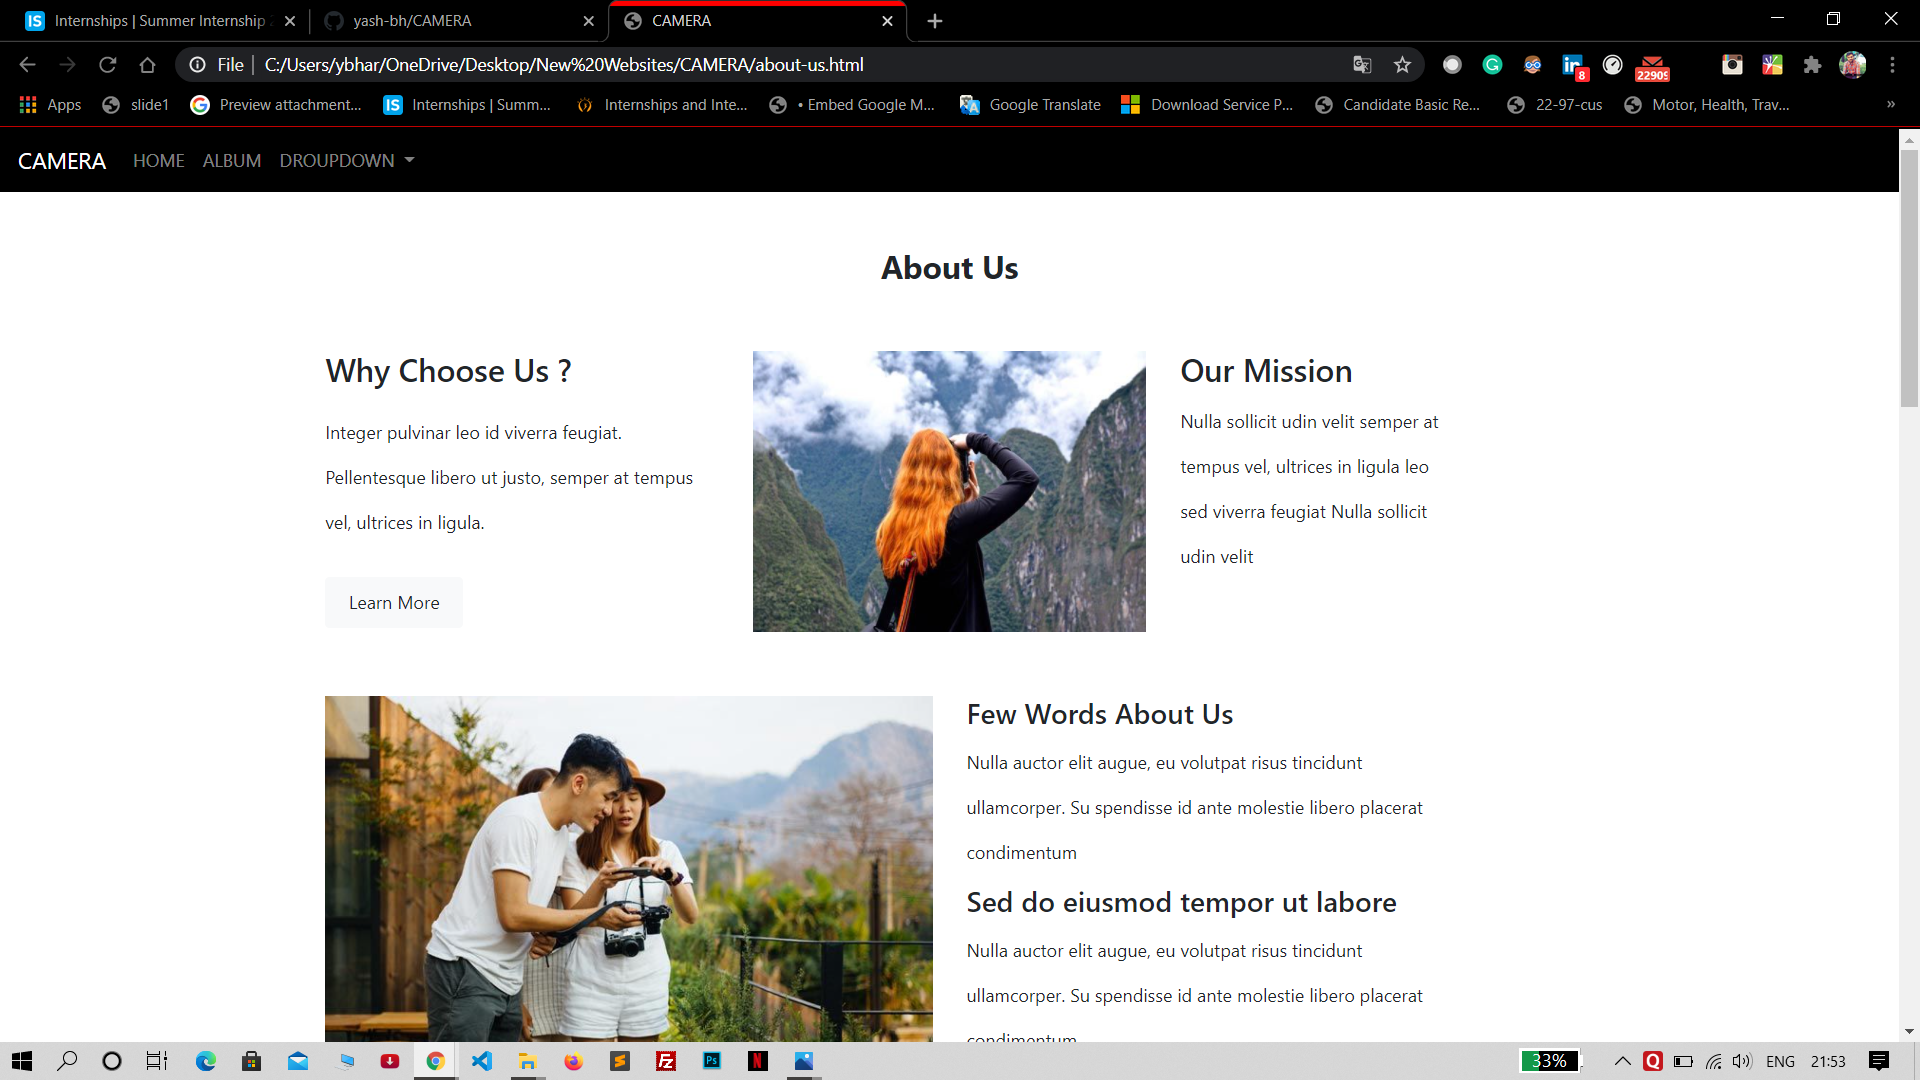 Internships | Summer Internship
yash-bh/CAMERA
CAMERA
File
C:/Users/ybhar/OneDrive/Desktop/New%20Websites/CAMERA/about-us.html
8
Apps
slide1
Preview attachment...
IS
Internships | Summ...
Internships and Inte...
• Embed Google M...
Google Translate
Download Service P...
Candidate Basic Re...
22-97-cus
Motor, Health, Trav...
»
CAMERA HOME ALBUM DROUPDOWN
About Us
Why Choose Us ?
Integer pulvinar leo id viverra feugiat.
Pellentesque libero ut justo, semper at tempus
vel, ultrices in ligula.
Learn More
Our Mission
Nulla sollicit udin velit semper at
tempus vel, ultrices in ligula leo
sed viverra feugiat Nulla sollicit
udin velit
Few Words About Us
Nulla auctor elit augue, eu volutpat risus tincidunt
ullamcorper. Su spendisse id ante molestie libero placerat
condimentum
Sed do eiusmod tempor ut labore
Nulla auctor elit augue, eu volutpat risus tincidunt
ullamcorper. Su spendisse id ante molestie libero placerat
condimentum
33%
ENG
21:53